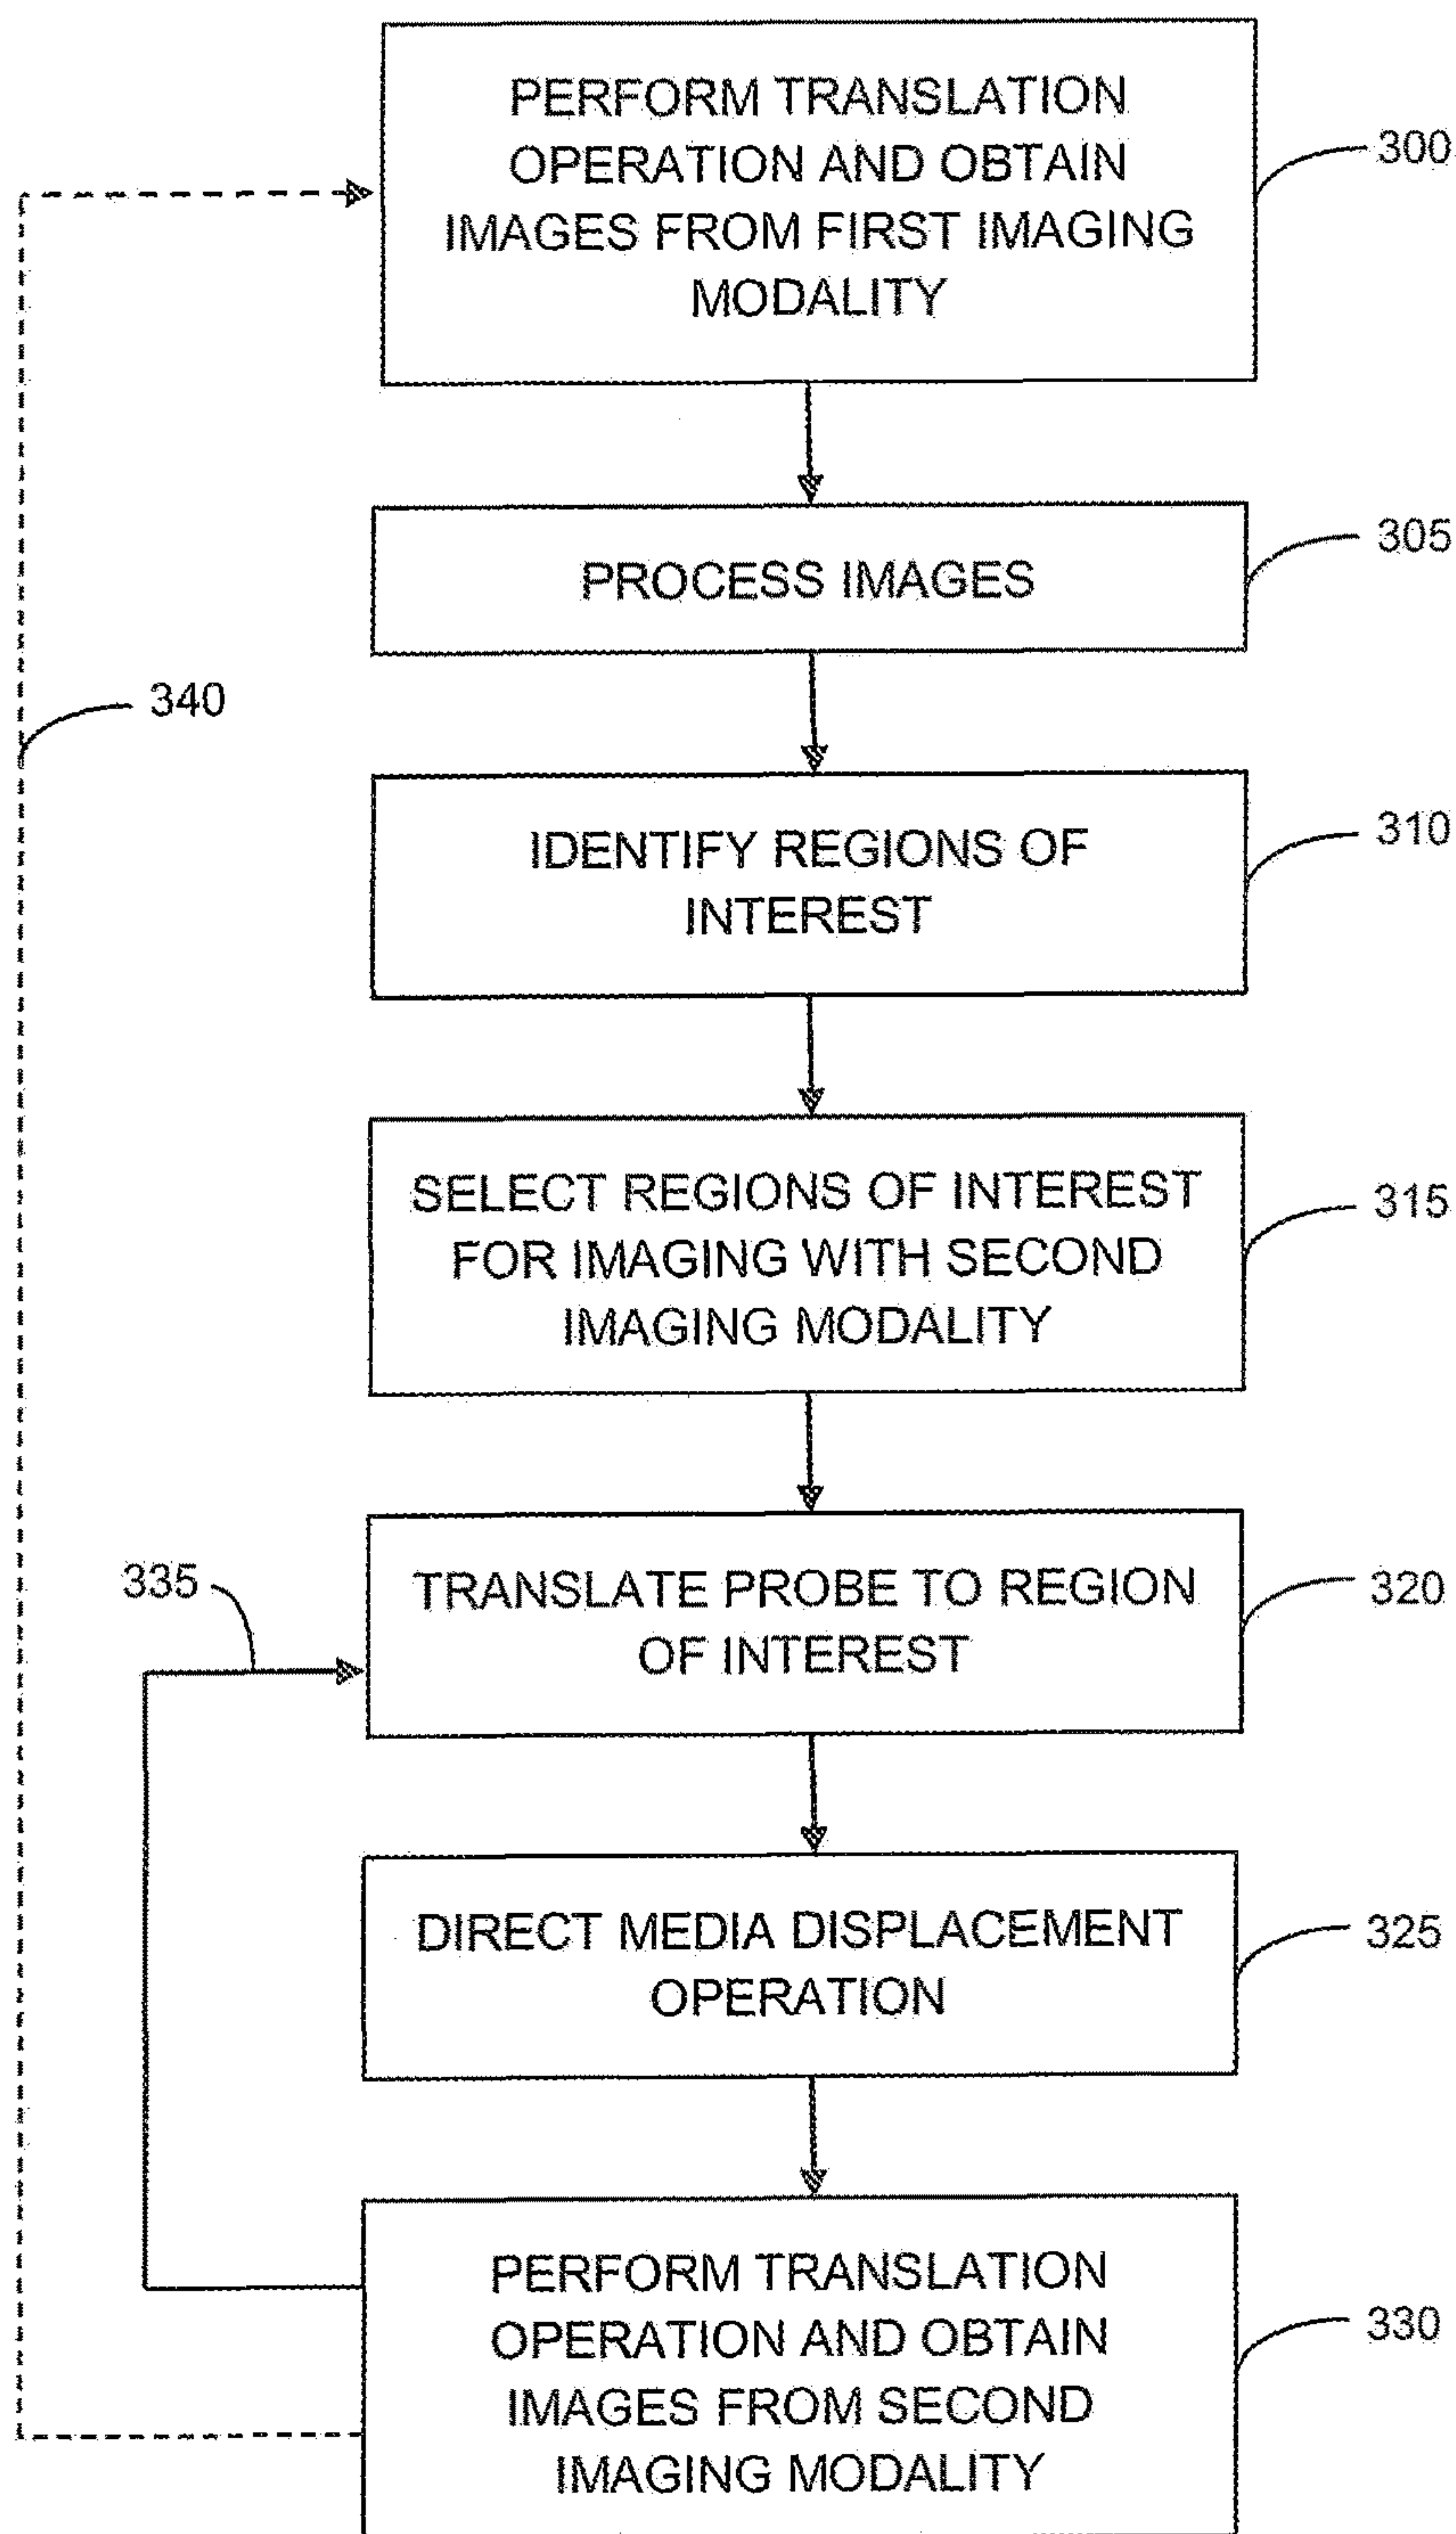 PERFORM TRANSLATION
OPERATION AND OBTAIN
IMAGES FROM FIRST IMAGING
MODALITY
300
PROCESS IMAGES
305
340
IDENTIFY REGIONS OF
INTEREST
310
SELECT REGIONS OF INTEREST
FOR IMAGING WITH SECOND
IMAGING MODALITY
315
335
TRANSLATE PROBE TO REGION
OF INTEREST
320
DIRECT MEDIA DISPLACEMENT
OPERATION
325
PERFORM TRANSLATION
OPERATION AND OBTAIN
IMAGES FROM SECOND
IMAGING MODALITY
330